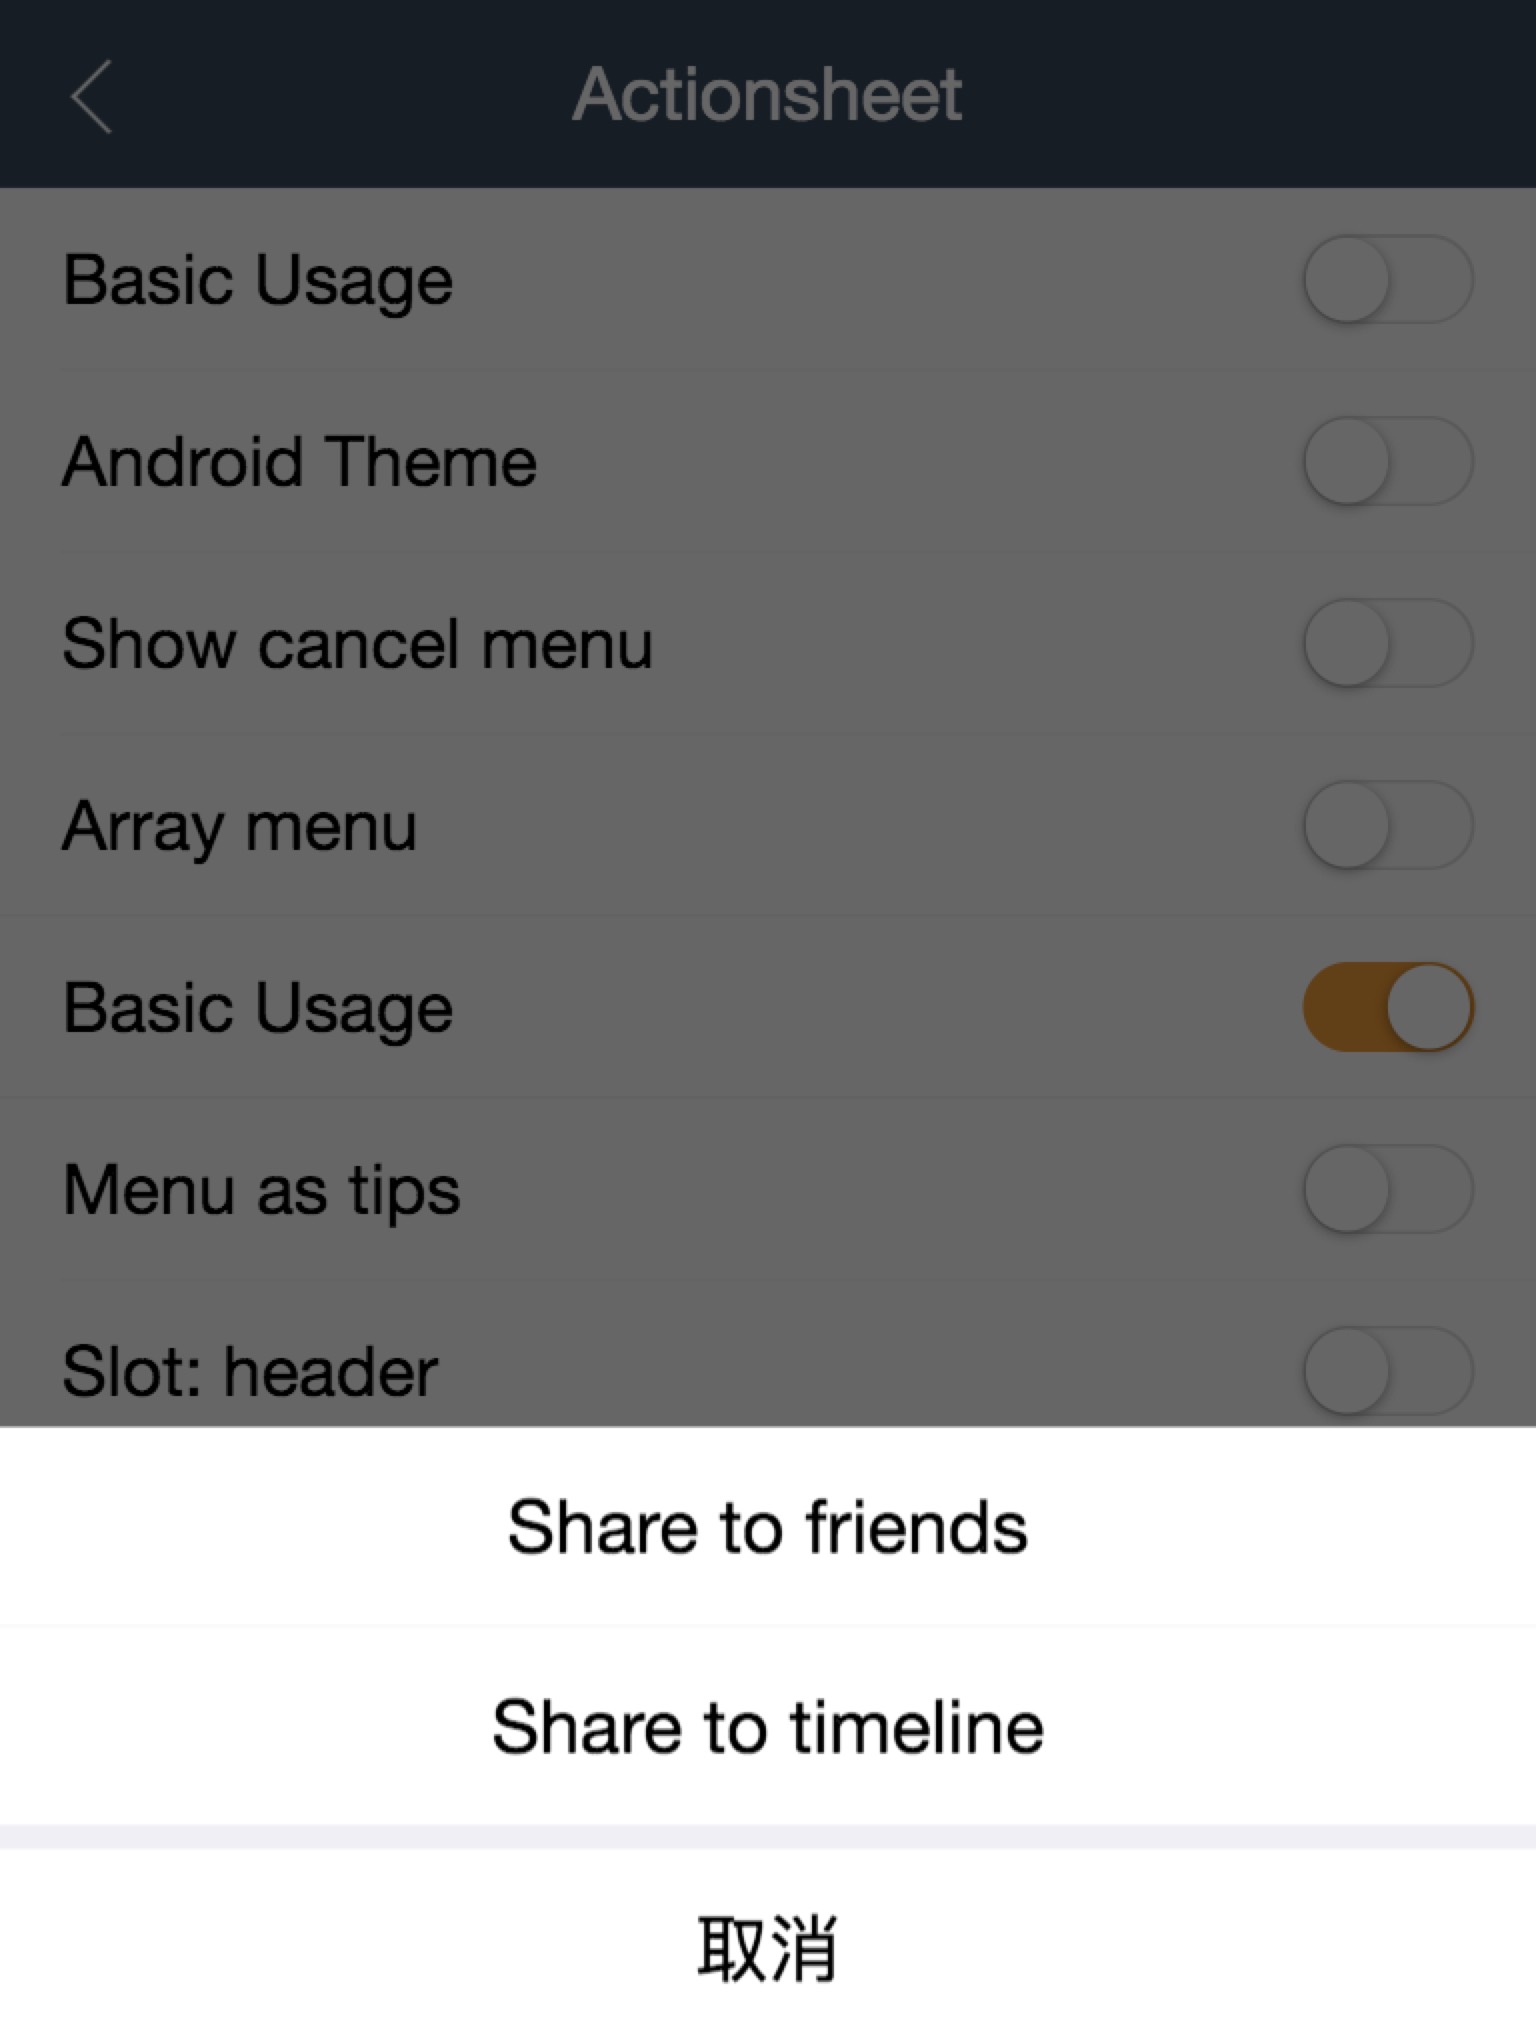 Actionsheet
Basic Usage
Android Theme
Show cancel menu
Array menu
Basic Usage
Menu as tips
Slot: header
Share to friends
Share to timeline
取消